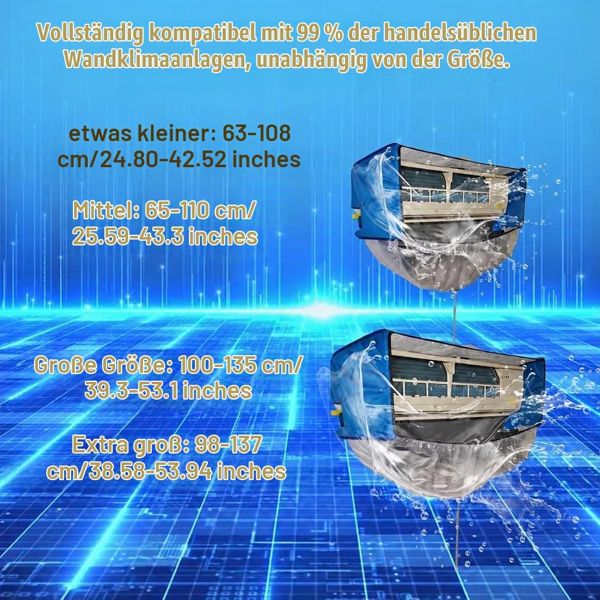 Vollständig kompatibel mit 99 % der handelsüblichen
Wandklimaanlagen, unabhängig von der Größe.
etwas kleiner: 63-108
cm/24.80-42.52 inches
Mittel: 65-110 cm/
25.59-43.3 inches
Große Größe: 100-135 cm/
39.3-53.1 inches
Extra groß: 98-137
cm/38.58-53.94 inches